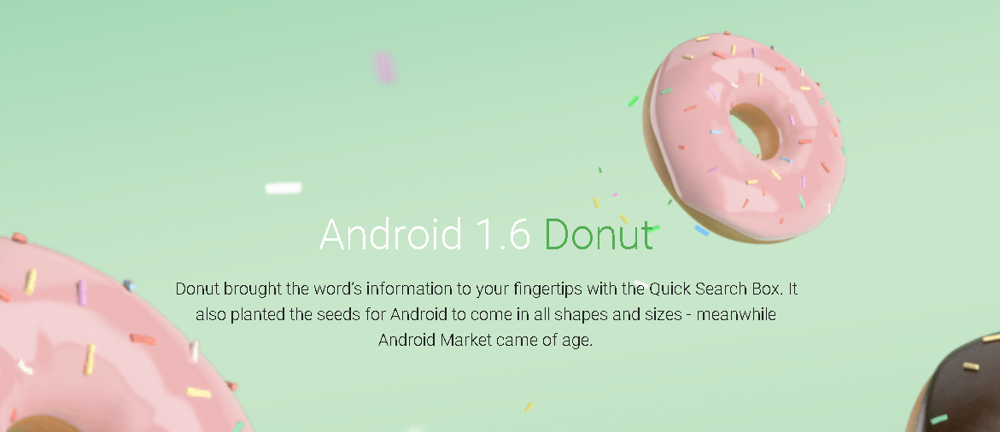 Android 1.6 Donut
Donut brought the word’s information to your fingertips with the Quick Search Box. It
also planted the seeds for Android to come in all shapes and sizes - meanwhile
Android Market came of age.